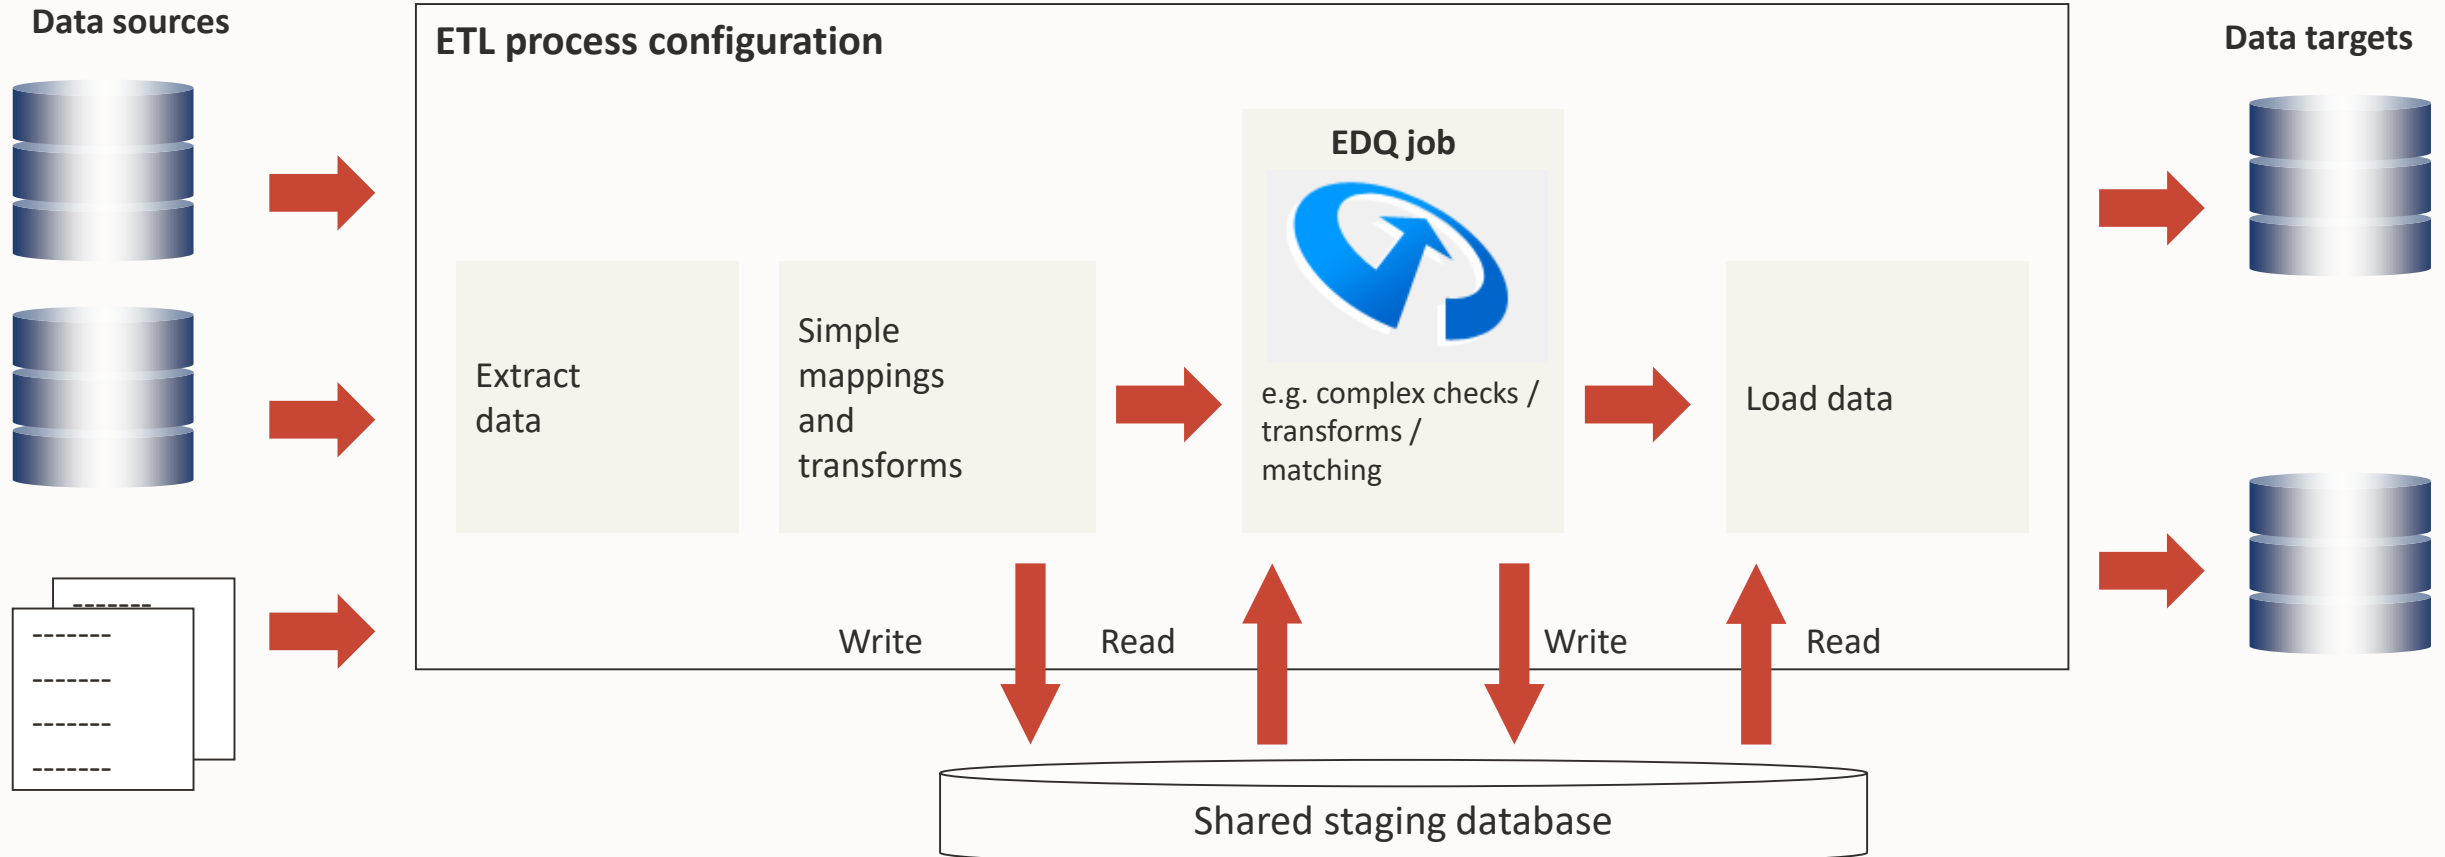 Data sources
ETL process configuration
Data targets
EDQ job
Extract
data
Simple
mappings
and
transforms
e.g. complex checks /
transforms /
matching
Load data
Write
Read
Write
Read
Shared staging database